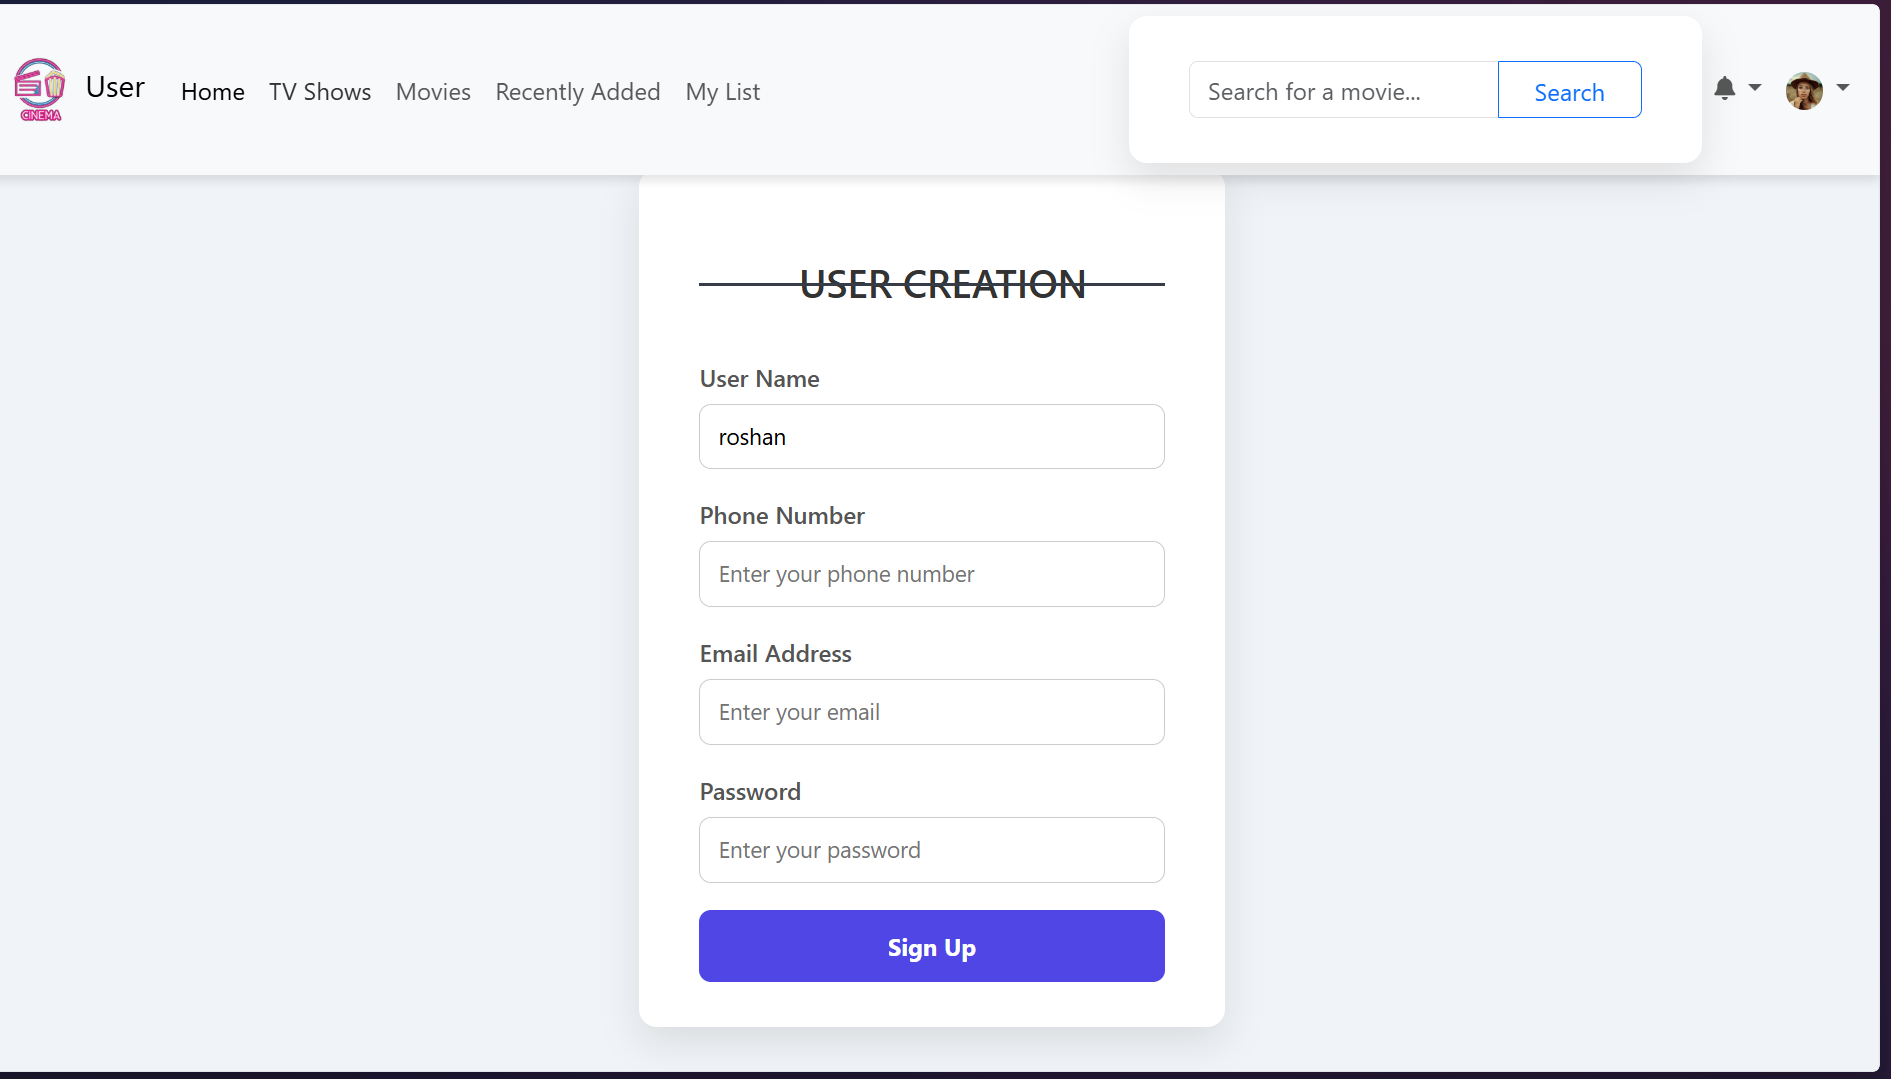 CINEMA
User
Home
TV Shows
Movies
Recently Added
My List
Search for a movie...
Search
USER CREATION
User Name
roshan
Phone Number
Enter your phone number
Email Address
Enter your email
Password
Enter your password
Sign Up